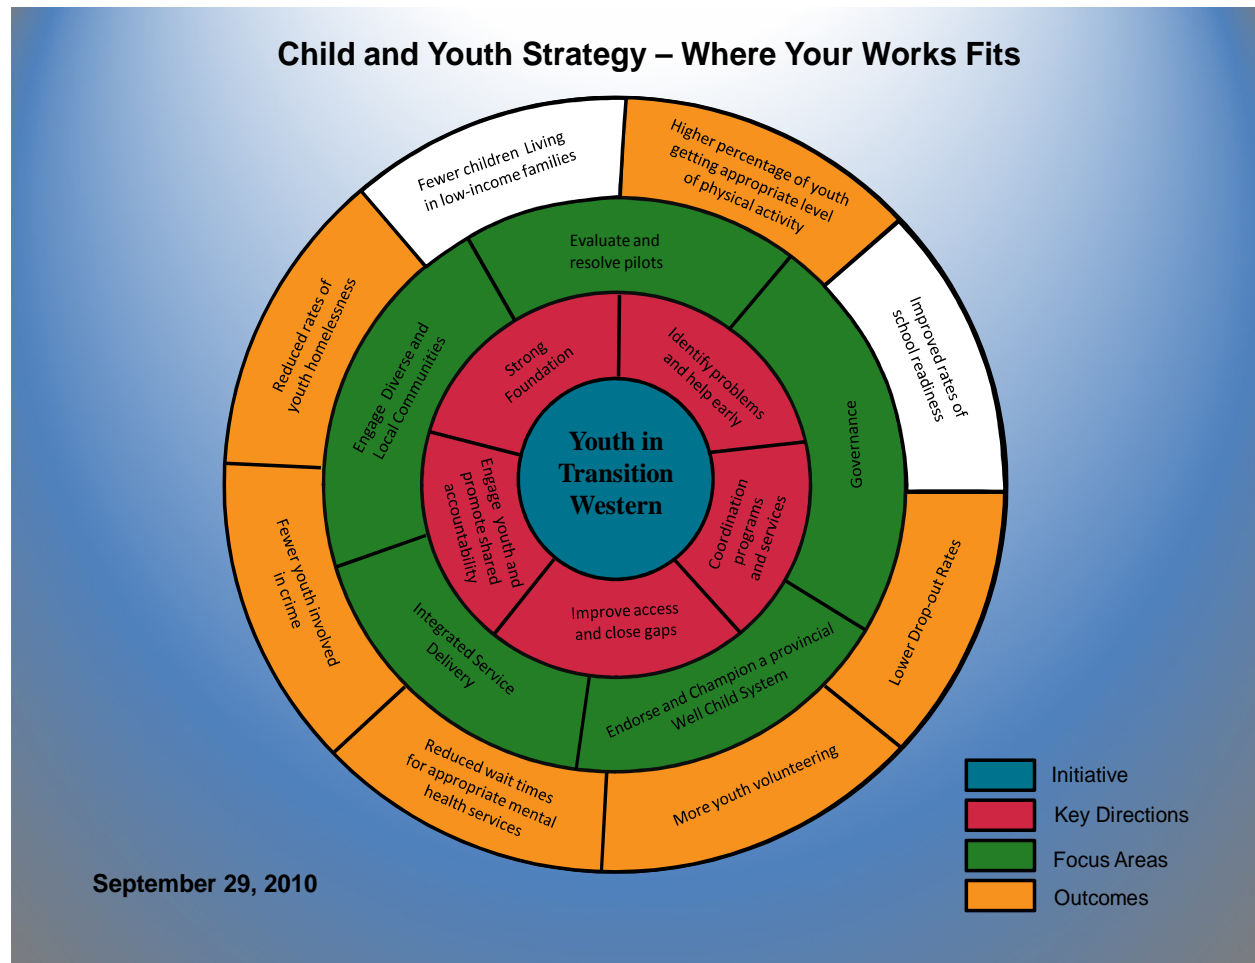 Child and Youth Strategy – Where Your Works Fits
Fewer children Living
in low-income families
Higher percentage of youth
getting appropriate level
of physical activity
Improved rates of
school readiness
Lower Drop-out Rates
More youth volunteering
Reduced wait times
for appropriate mental
health services
Fewer youth involved
in crime
Reduced rates of
youth homelessness
Evaluate and
resolve pilots
Governance
Endorse and Champion a provincial
Well Child System
Integrated Service
Delivery
Engage Diverse and
Local Communities
Strong
Foundation
Identify problems
and help early
Coordination
programs
and services
Improve access
and close gaps
Engage youth and
promote shared
accountability
Youth in
Transition
Western
Initiative
Key Directions
Focus Areas
Outcomes
September 29, 2010